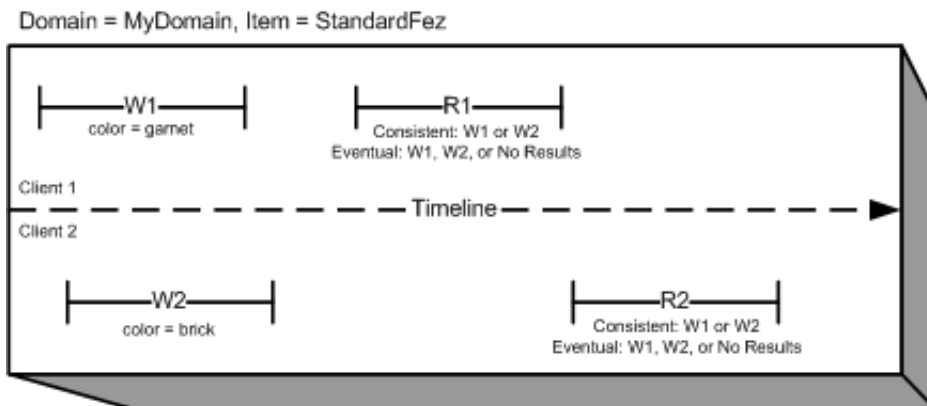 Domain = MyDomain, Item = StandardFez
W1
color = garnet
R1
Consistent: W1 or W2
Eventual: W1, W2, or No Results
Client 1
Timeline
Client 2
W2
color = brick
R2
Consistent: W1 or W2
Eventual: W1, W2, or No Results